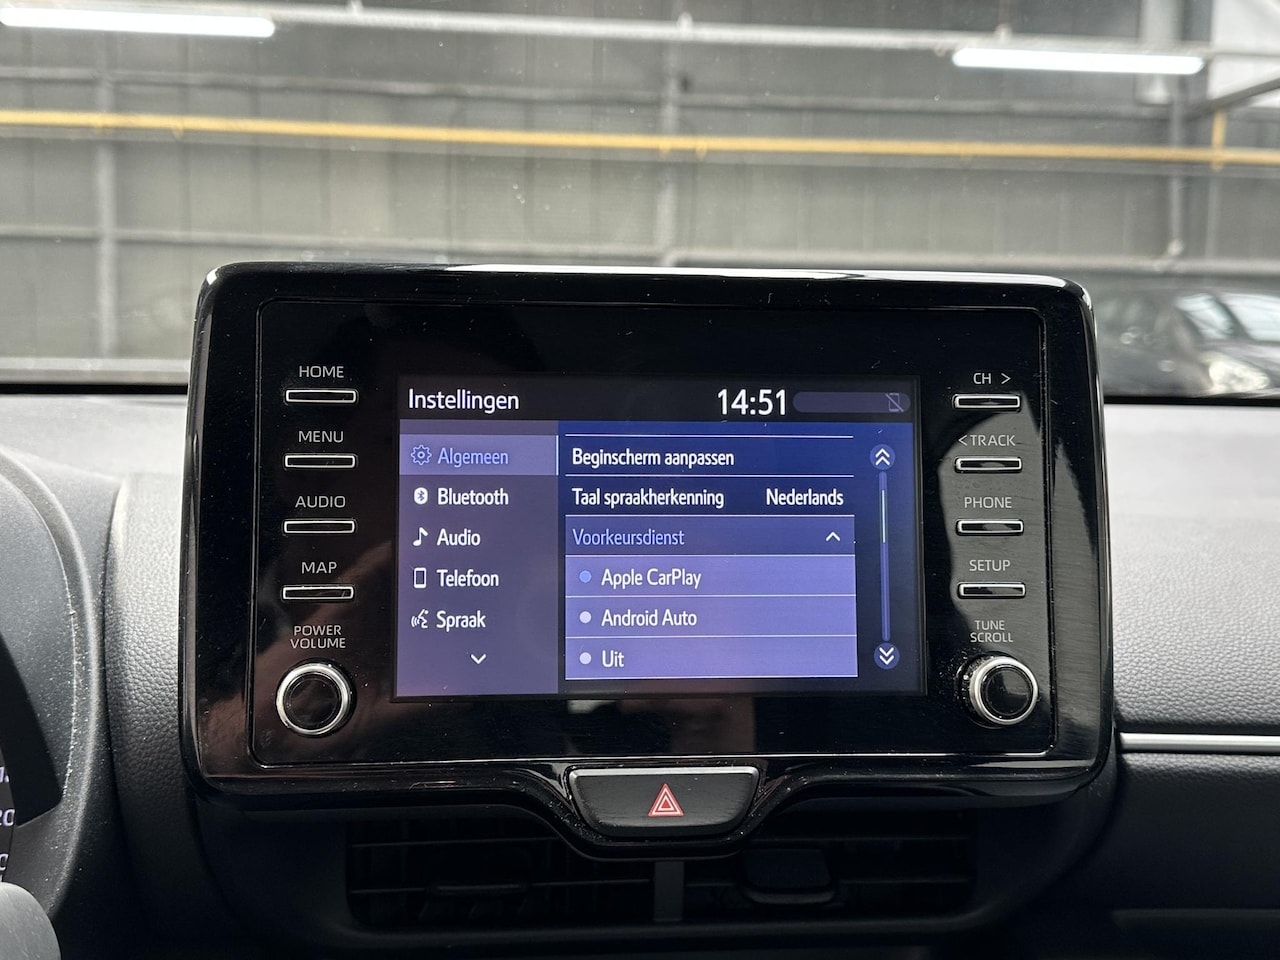 HOME
MENU
AUDIO
MAP
POWER
VOLUME
Instellingen
14:51
Algemeen
Bluetooth
Audio
Telefoon
Spraak
Beginscherm aanpassen
Taal spraakherkenning Nederlands
Voorkeursdienst
Apple CarPlay
Android Auto
Uit
CH >
< TRACK
PHONE
SETUP
TUNE
SCROLL